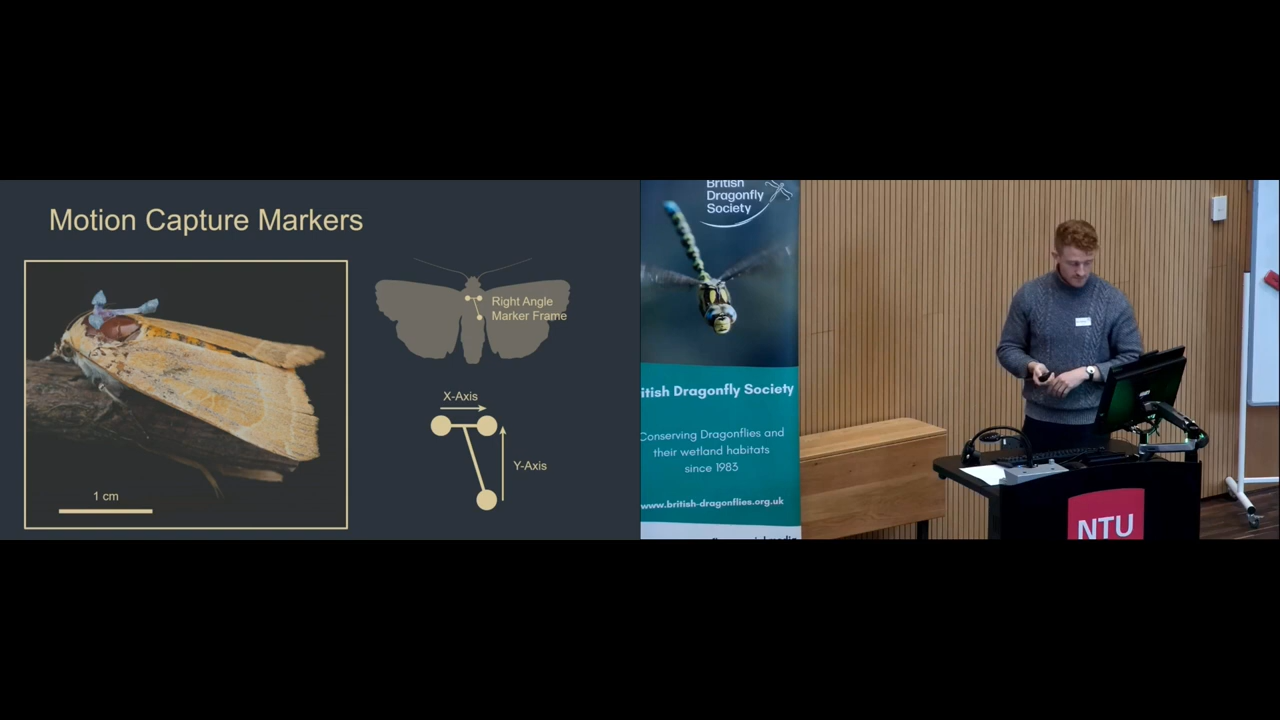 Motion Capture Markers
1 cm
Right Angle
Marker Frame
X-Axis
Y-Axis
British
Dragonfly
Society
itish Dragonfly Society
Conserving Dragonflies and
their wetland habitats
since 1983
www.british-dragonflies.org.uk
NTU